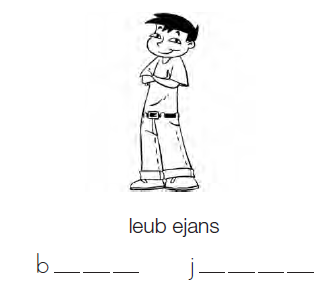 leub ejans
b _ _ _ j _ _ _ _